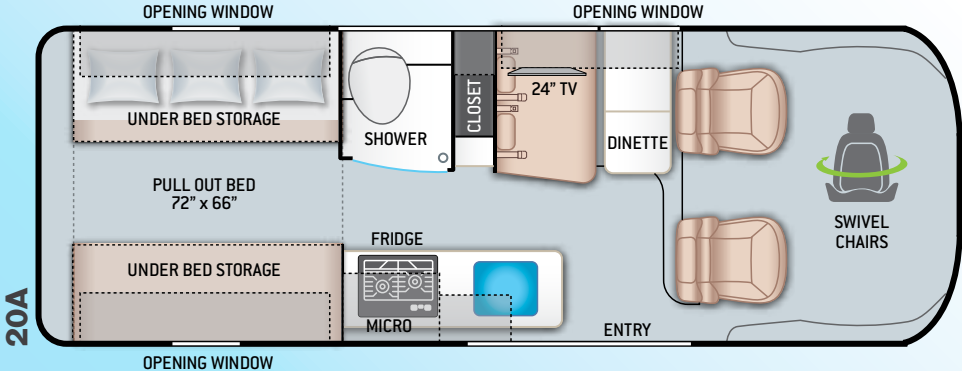 OPENING WINDOW
OPENING WINDOW
UNDER BED STORAGE
SHOWER
CLOSET
24” TV
DINETTE
PULL OUT BED
72” x 66”
SWIVEL
CHAIRS
FRIDGE
UNDER BED STORAGE
MICRO
ENTRY
20A
OPENING WINDOW